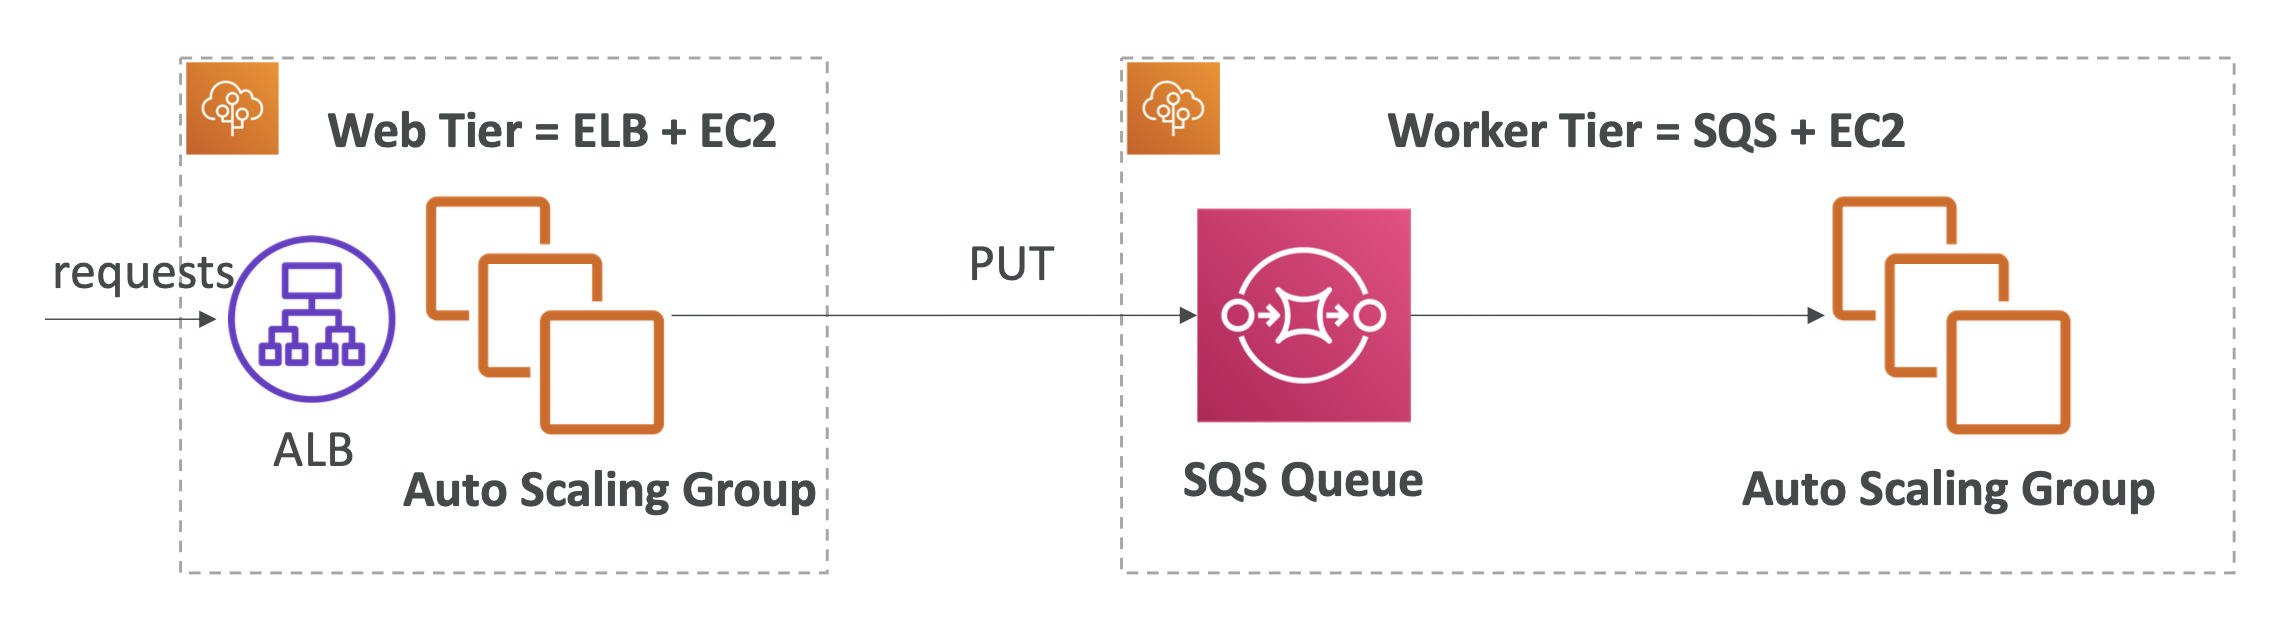 Web Tier = ELB + EC2
requests
ALB
Auto Scaling Group
PUT
Worker Tier = SQS + EC2
SQS Queue
Auto Scaling Group